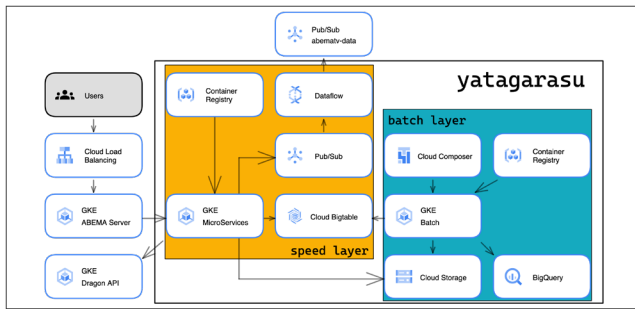 Pub/Sub
abematv-data
yatagarasu
Users
Container
Registry
Dataflow
batch layer
Cloud Load
Balancing
Pub/Sub
Cloud Composer
Container
Registry
GKE
ABEMA Server
GKE
MicroServices
Cloud Bigtable
GKE
Batch
speed layer
GKE
Dragon API
Cloud Storage
BigQuery